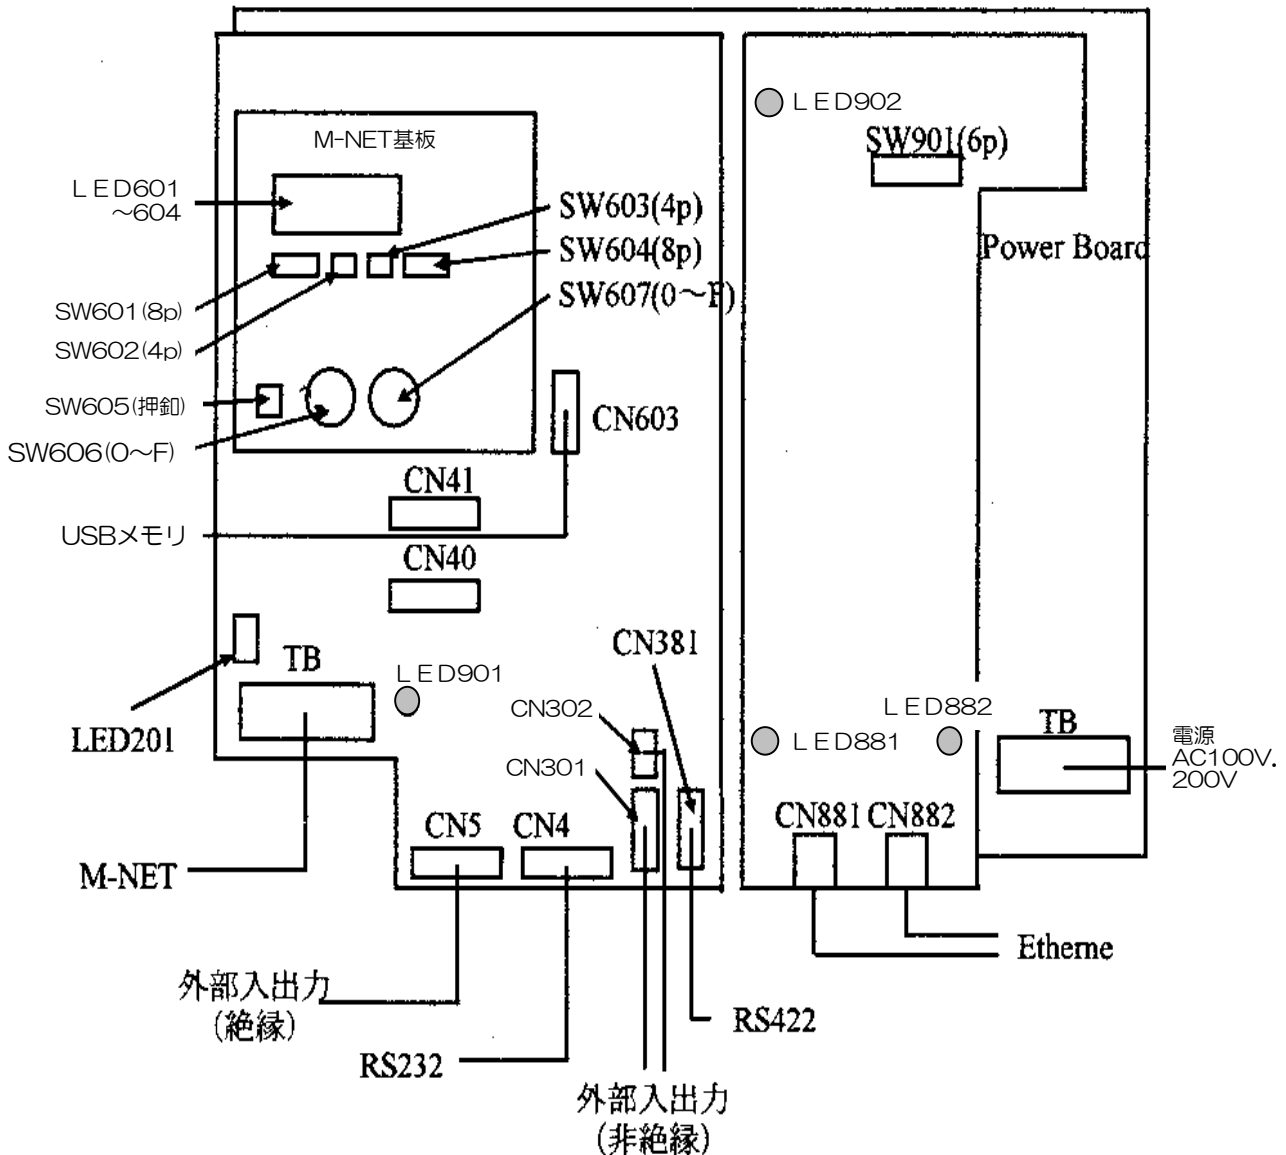 LED902
SW901(6p)
M-NET基板
LED601
～604
SW603(4p)
SW604(8p)
SW607(0～F)
Power Board
SW601(8p)
SW602(4p)
SW605(押釦)
SW606(0～F)
CN603
CN41
USBメモリ
CN40
CN381
TB
LED901
LED201
CN302
CN301
LED881
LED882
TB
電源
AC100V.
200V
CN5
CN4
CN881
CN882
M-NET
Etherne
外部入出力
(絶縁)
RS422
RS232
外部入出力
(非絶縁)